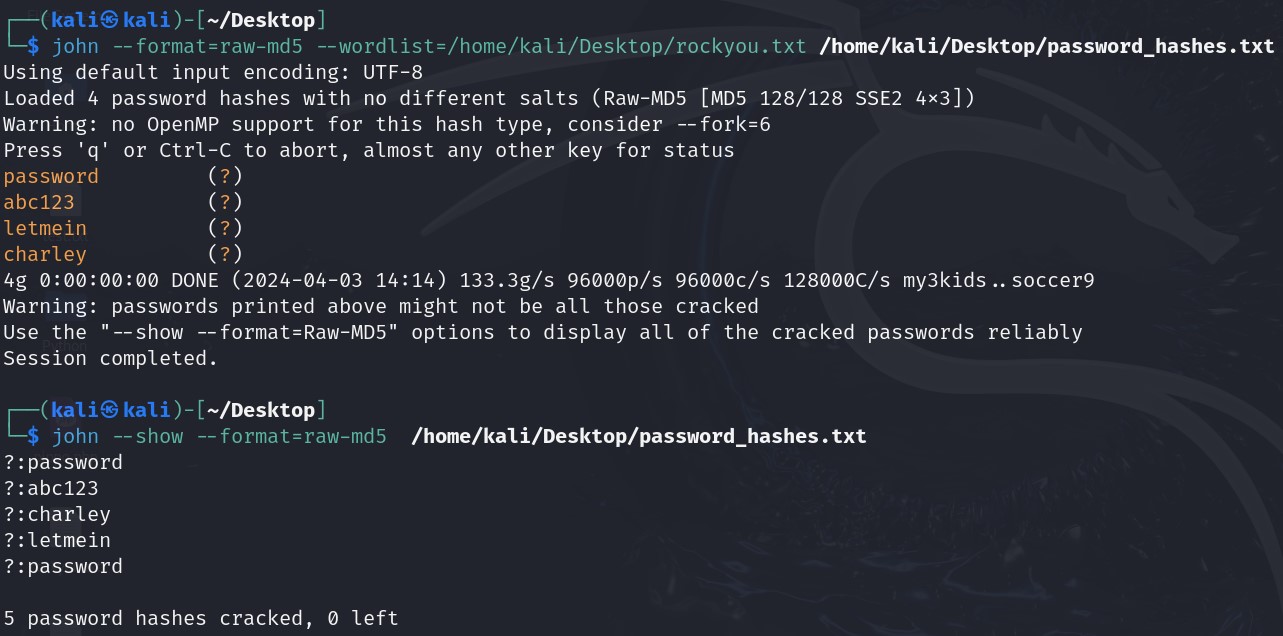 ┌──(kali㉿kali)-[~/Desktop]
└─$ john --format=raw-md5 --wordlist=/home/kali/Desktop/rockyou.txt /home/kali/Desktop/password_hashes.txt
Using default input encoding: UTF-8
Loaded 4 password hashes with no different salts (Raw-MD5 [MD5 128/128 SSE2 4×3])
Warning: no OpenMP support for this hash type, consider --fork=6
Press 'q' or Ctrl-C to abort, almost any other key for status
password         (?)
abc123           (?)
letmein          (?)
charley          (?)
4g 0:00:00:00 DONE (2024-04-03 14:14) 133.3g/s 96000p/s 96000c/s 128000C/s my3kids..soccer9
Warning: passwords printed above might not be all those cracked
Use the "--show --format=Raw-MD5" options to display all of the cracked passwords reliably
Session completed.
┌──(kali㉿kali)-[~/Desktop]
└─$ john --show --format=raw-md5  /home/kali/Desktop/password_hashes.txt
?:password
?:abc123
?:charley
?:letmein
?:password
5 password hashes cracked, 0 left